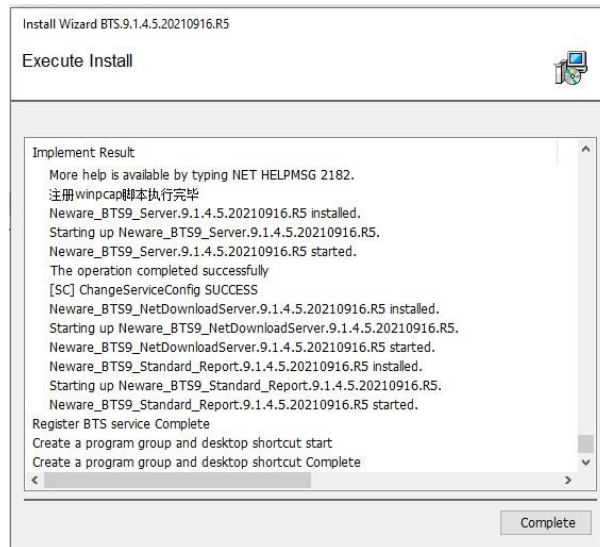 Install Wizard BTS.9.1.4.5.20210916.R5
Execute Install
Implement Result
More help is available by typing NET HELPMSG 2182.
注册winpcap脚本执行完毕
Neware_BTS9_Server.9.1.4.5.20210916.R5 installed.
Starting up Neware_BTS9_Server.9.1.4.5.20210916.R5.
Neware_BTS9_Server.9.1.4.5.20210916.R5 started.
The operation completed successfully
[SC] ChangeServiceConfig SUCCESS
Neware_BTS9_NetDownloadServer.9.1.4.5.20210916.R5 installed.
Starting up Neware_BTS9_NetDownloadServer.9.1.4.5.20210916.R5.
Neware_BTS9_NetDownloadServer.9.1.4.5.20210916.R5 started.
Neware_BTS9_Standard_Report.9.1.4.5.20210916.R5 installed.
Starting up Neware_BTS9_Standard_Report.9.1.4.5.20210916.R5.
Neware_BTS9_Standard_Report.9.1.4.5.20210916.R5 started.
Register BTS service Complete
Create a program group and desktop shortcut start
Create a program group and desktop shortcut Complete
Complete